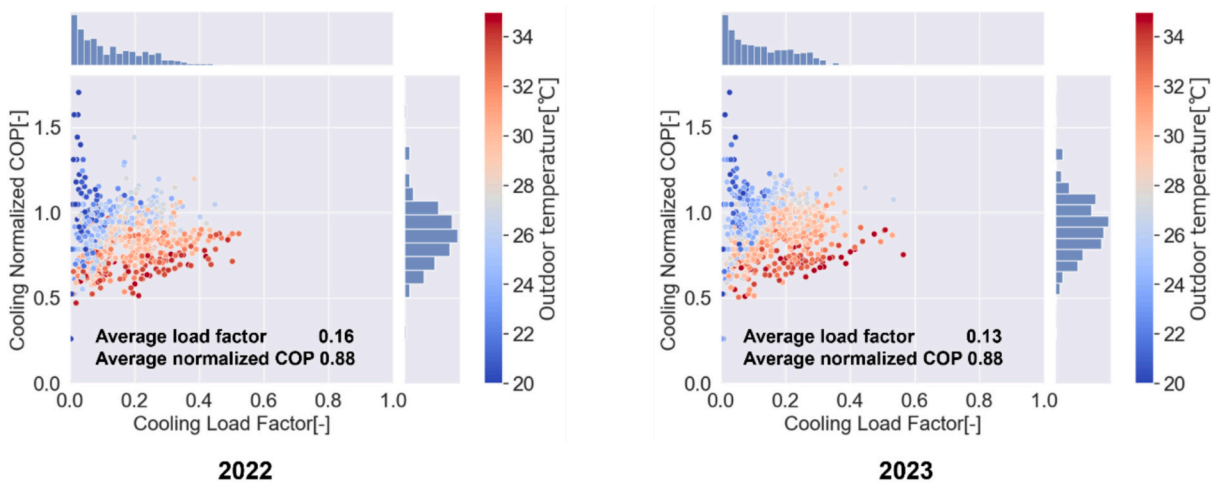 34
32
30
28
26
24
22
20
Outdoor temperature[℃]
Cooling Normalized COP[-]
1.5
1.0
0.5
0.0
Average load factor 0.16
Average normalized COP 0.88
0.0 0.2 0.4 0.6 0.8 1.0
Cooling Load Factor[-]
2022
34
32
30
28
26
24
22
20
Outdoor temperature[℃]
Cooling Normalized COP[-]
1.5
1.0
0.5
0.0
Average load factor 0.13
Average normalized COP 0.88
0.0 0.2 0.4 0.6 0.8 1.0
Cooling Load Factor[-]
2023